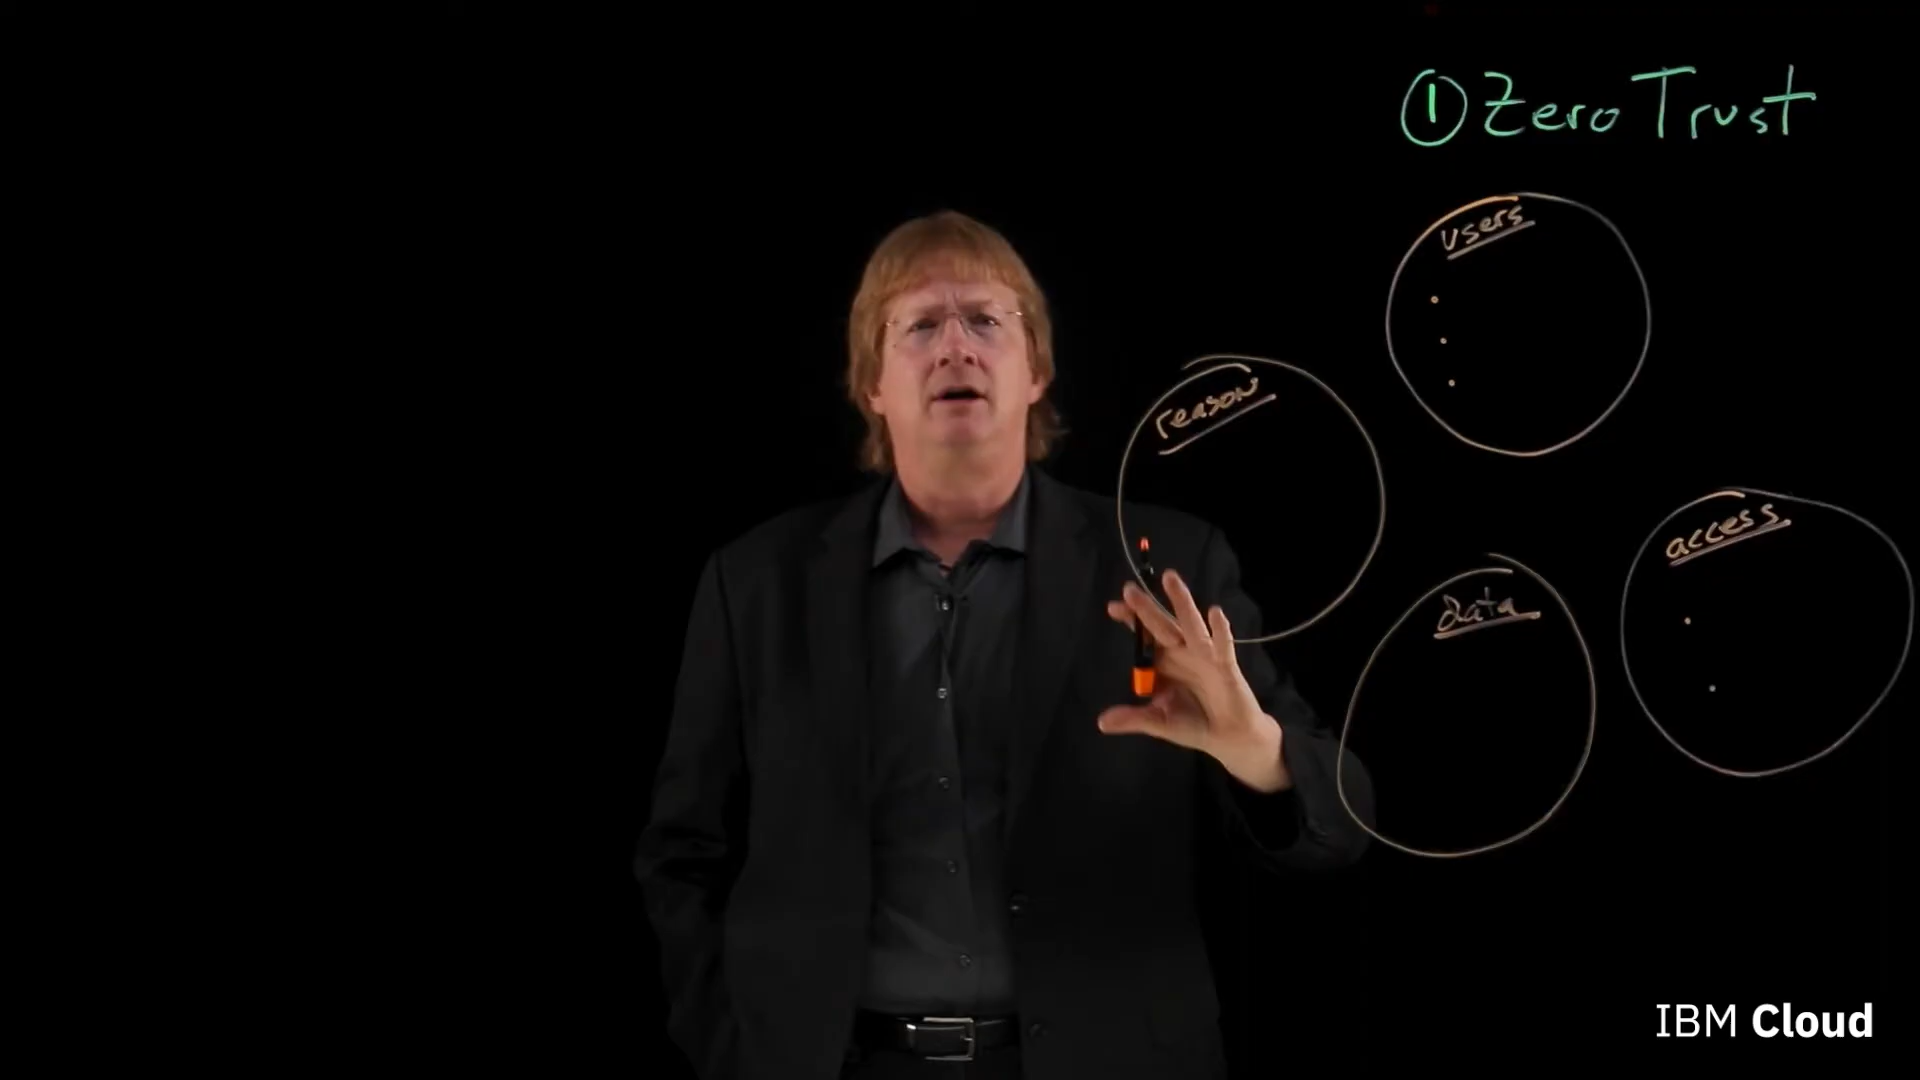 ① Zero Trust
users
reason
access
data
IBM Cloud